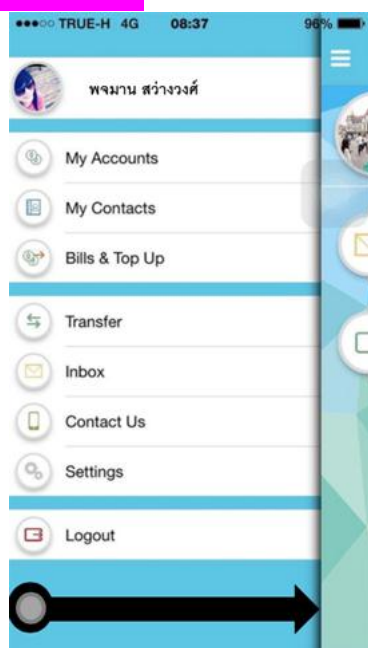 TRUE-H 4G 08:37 96%
พจมาน สว่างวงศ์
My Accounts
My Contacts
Bills & Top Up
Transfer
Inbox
Contact Us
Settings
Logout